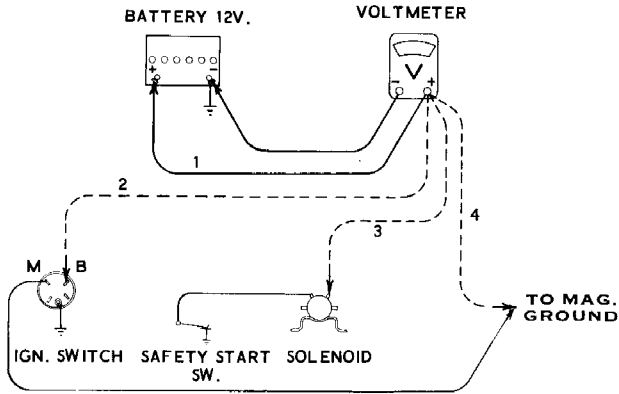 BATTERY 12V.
VOLTMETER
+
-
V
-
+
1
2
3
4
M
B
TO MAG.
GROUND
IGN. SWITCH
SAFETY START
SW.
SOLENOID